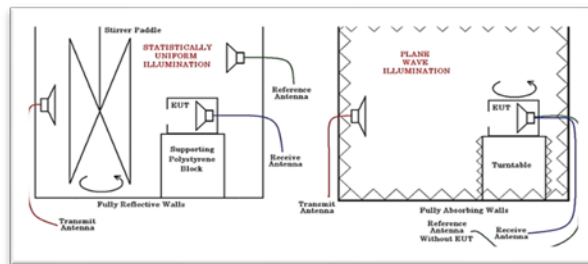 Stirrer Paddle
STATISTICALLY
UNIFORM
ILLUMINATION
Reference
Antenna
EUT
Supporting
Polystyrene
Block
Receive
Antenna
Fully Reflective Walls
Transmit
Antenna
PLANE
WAVE
ILLUMINATION
EUT
Turntable
Transmit
Antenna
Fully Absorbing Walls
Reference
Antenna
Without EUT
Receive
Antenna